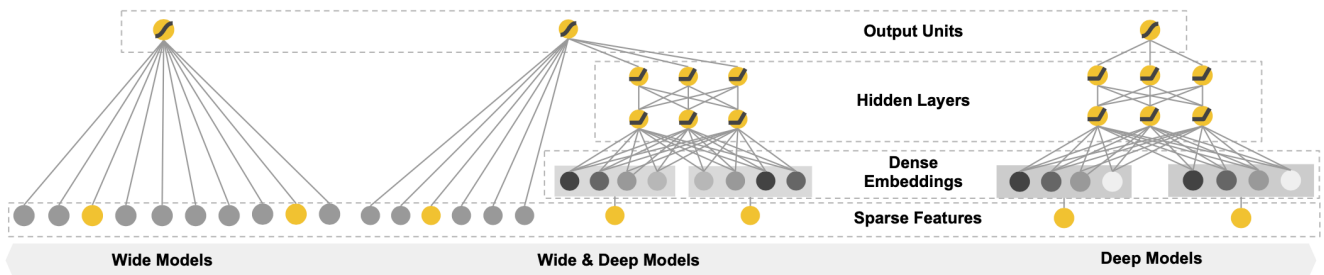 Output Units
Hidden Layers
Dense
Embeddings
Sparse Features
Wide Models
Wide & Deep Models
Deep Models